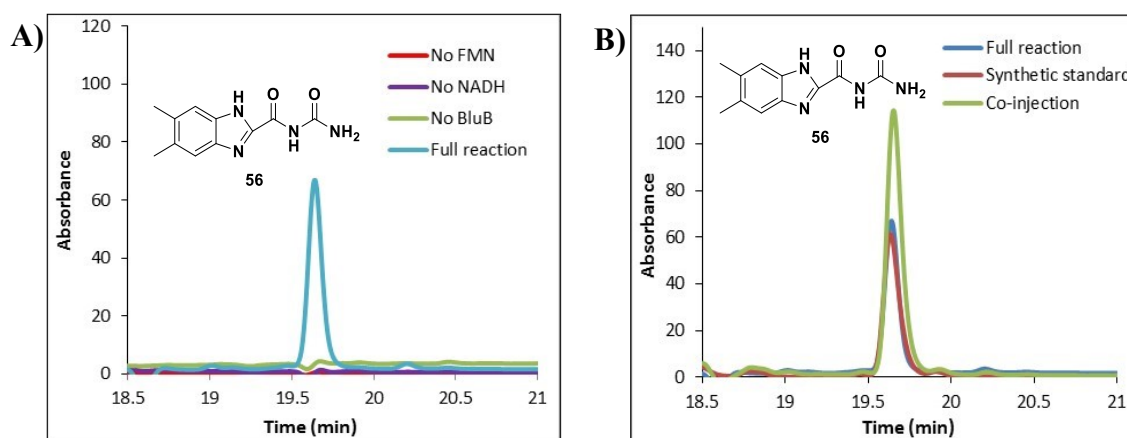 A)
120
100
80
60
40
20
0
Absorbance
18.5 19 19.5 20 20.5 21
Time (min)
No FMN
No NADH
No BluB
Full reaction
H
N
O O
N
N
H
NH2
56
B)
140
120
100
80
60
40
20
0
Absorbance
18.5 19 19.5 20 20.5 21
Time (min)
Full reaction
Synthetic standard
Co-injection
H
N
O O
N
N
H
NH2
56